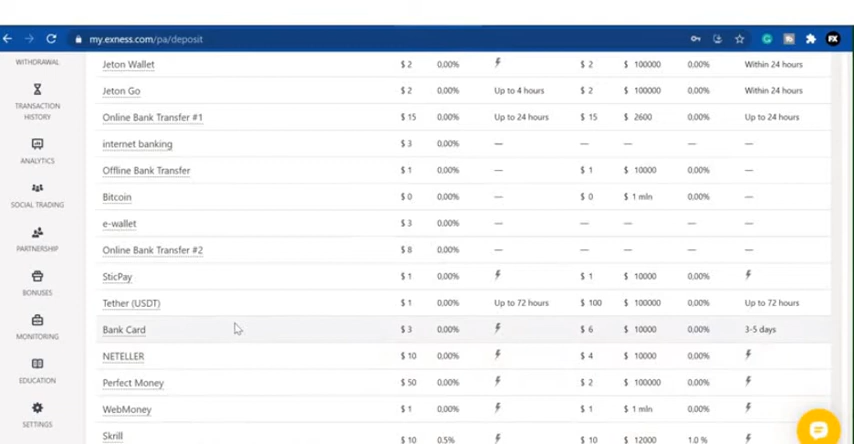 my.exness.com/pa/deposit
FX
WITHDRAWAL
TRANSACTION
HISTORY
ANALYTICS
SOCIAL TRADING
PARTNERSHIP
BONUSES
MONITORING
EDUCATION
SETTINGS
Jeton Wallet $ 2 0.00% $ 2 $ 100000 0.00% Within 24 hours
Jeton Go $ 2 0.00% Up to 4 hours $ 2 $ 100000 0.00% Within 24 hours
Online Bank Transfer #1 $ 15 0.00% Up to 24 hours $ 15 $ 2600 0.00% Up to 24 hours
internet banking $ 3 0.00% — — — — —
Offline Bank Transfer $ 1 0.00% — $ 1 $ 10000 0.00% —
Bitcoin $ 0 0.00% — $ 0 $ 1 mln 0.00% —
e-wallet $ 3 0.00% — — — — —
Online Bank Transfer #2 $ 8 0.00% — — — — —
SticPay $ 1 0.00% $ 1 $ 10000 0.00%
Tether (USDT) $ 1 0.00% Up to 72 hours $ 100 $ 100000 0.00% Up to 72 hours
Bank Card $ 3 0.00% $ 6 $ 10000 0.00% 3-5 days
NETELLER $ 10 0.00% $ 4 $ 10000 0.00%
Perfect Money $ 50 0.00% $ 2 $ 100000 0.00%
WebMoney $ 1 0.00% $ 1 $ 1 mln 0.00%
Skrill $ 10 0.5% $ 10 $ 12000 1.0 %